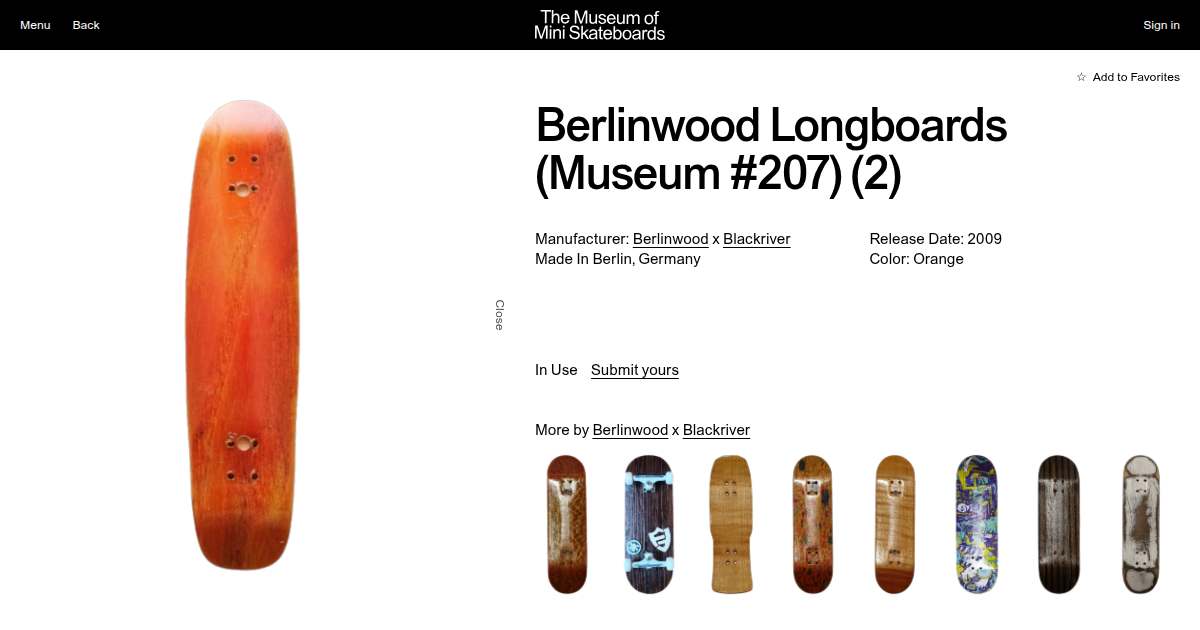 Menu
Back
The Museum of
Mini Skateboards
Sign in
☆ Add to Favorites
Berlinwood Longboards
(Museum #207) (2)
Manufacturer: Berlinwood x Blackriver
Made In Berlin, Germany
Release Date: 2009
Color: Orange
Close
In Use
Submit yours
More by Berlinwood x Blackriver